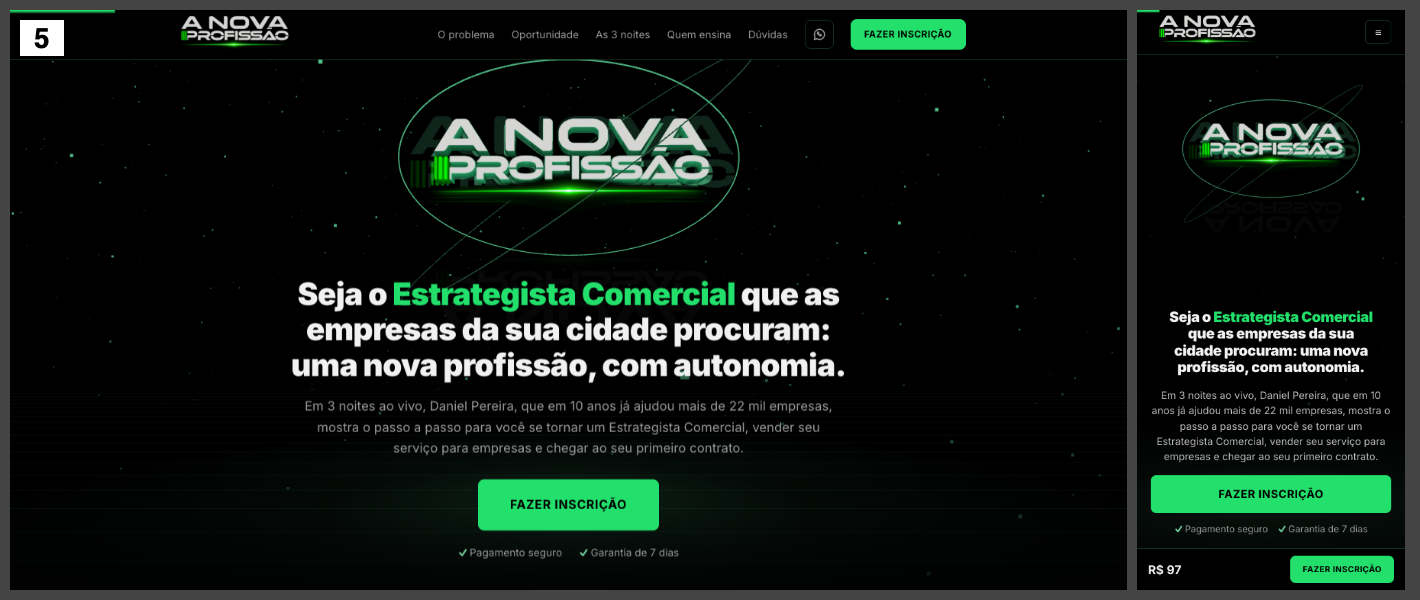 5
A NOVA
PROFISSÃO
O problema
Oportunidade
As 3 noites
Quem ensina
Dúvidas
FAZER INSCRIÇÃO
A NOVA
PROFISSÃO
Seja o Estrategista Comercial que as
empresas da sua cidade procuram:
uma nova profissão, com autonomia.
Em 3 noites ao vivo, Daniel Pereira, que em 10 anos já ajudou mais de 22 mil empresas,
mostra o passo a passo para você se tornar um Estrategista Comercial, vender seu
serviço para empresas e chegar ao seu primeiro contrato.
FAZER INSCRIÇÃO
Pagamento seguro
Garantia de 7 dias
A NOVA
PROFISSÃO
A NOVA
PROFISSÃO
Seja o Estrategista Comercial
que as empresas da sua
cidade procuram: uma nova
profissão, com autonomia.
Em 3 noites ao vivo, Daniel Pereira, que em 10
anos já ajudou mais de 22 mil empresas, mostra o
passo a passo para você se tornar um
Estrategista Comercial, vender seu serviço para
empresas e chegar ao seu primeiro contrato.
FAZER INSCRIÇÃO
Pagamento seguro
Garantia de 7 dias
R$ 97
FAZER INSCRIÇÃO